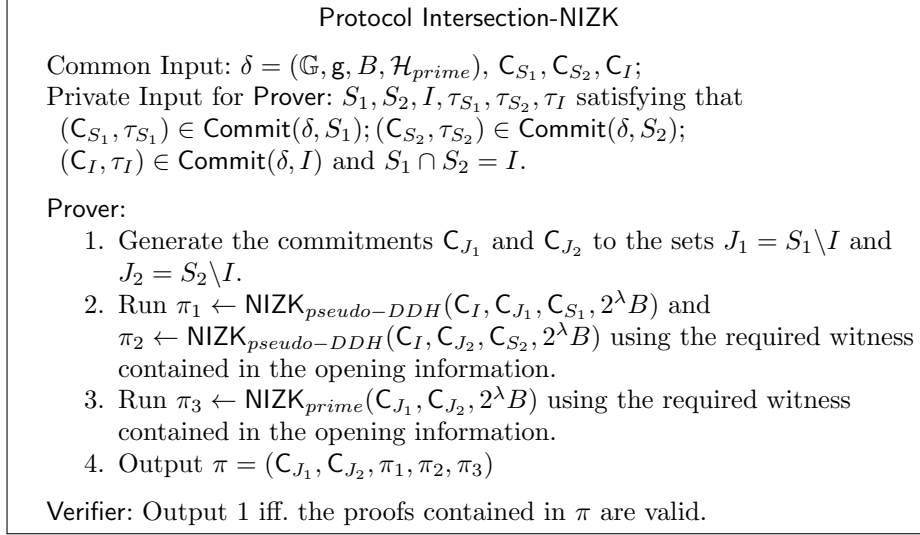 Protocol Intersection-NIZK
Common Input: δ = (𝔾, g, B, ℋ_{prime}), C_{S_1}, C_{S_2}, C_I;
Private Input for Prover: S_1, S_2, I, τ_{S_1}, τ_{S_2}, τ_I satisfying that
(C_{S_1}, τ_{S_1}) ∈ Commit(δ, S_1); (C_{S_2}, τ_{S_2}) ∈ Commit(δ, S_2);
(C_I, τ_I) ∈ Commit(δ, I) and S_1 ∩ S_2 = I.
Prover:
1. Generate the commitments C_{J_1} and C_{J_2} to the sets J_1 = S_1\I and
J_2 = S_2\I.
2. Run π_1 ← NIZK_{pseudo−DDH}(C_I, C_{J_1}, C_{S_1}, 2^λ B) and
π_2 ← NIZK_{pseudo−DDH}(C_I, C_{J_2}, C_{S_2}, 2^λ B) using the required witness
contained in the opening information.
3. Run π_3 ← NIZK_{prime}(C_{J_1}, C_{J_2}, 2^λ B) using the required witness
contained in the opening information.
4. Output π = (C_{J_1}, C_{J_2}, π_1, π_2, π_3)
Verifier: Output 1 iff. the proofs contained in π are valid.